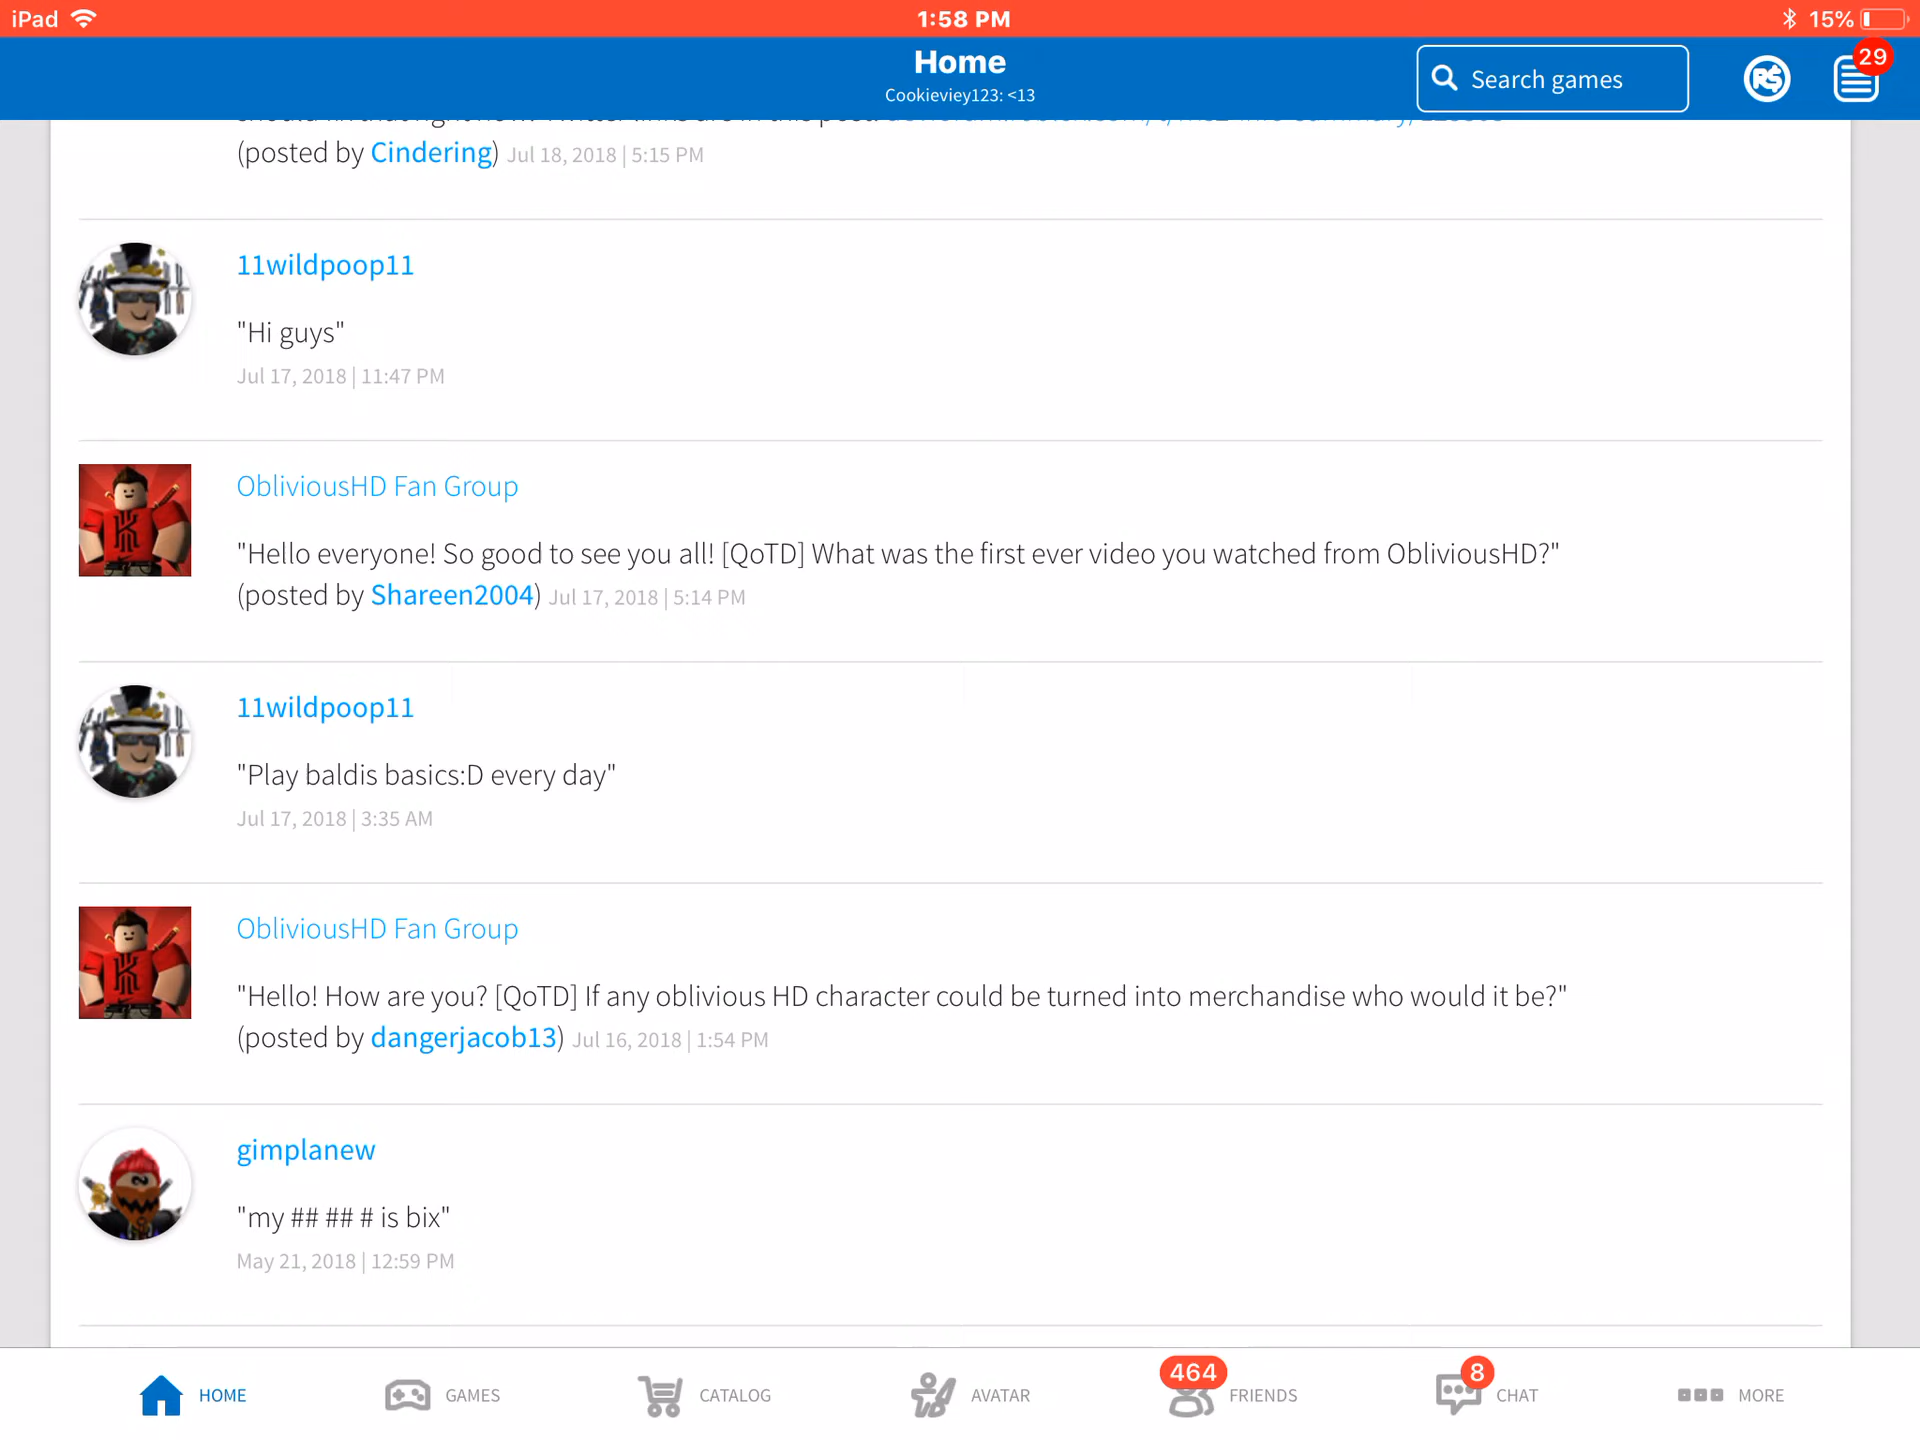 iPad
1:58 PM
15%
Home
Cookieviey123: <13
Search games
R$
29
(posted by Cindering) Jul 18, 2018 | 5:15 PM
11wildpoop11
"Hi guys"
Jul 17, 2018 | 11:47 PM
ObliviousHD Fan Group
"Hello everyone! So good to see you all! [QoTD] What was the first ever video you watched from ObliviousHD?"
(posted by Shareen2004) Jul 17, 2018 | 5:14 PM
11wildpoop11
"Play baldis basics:D every day"
Jul 17, 2018 | 3:35 AM
ObliviousHD Fan Group
"Hello! How are you? [QoTD] If any oblivious HD character could be turned into merchandise who would it be?"
(posted by dangerjacob13) Jul 16, 2018 | 1:54 PM
gimplanew
"my ## ## # is bix"
May 21, 2018 | 12:59 PM
HOME
GAMES
CATALOG
AVATAR
464
FRIENDS
8
CHAT
MORE